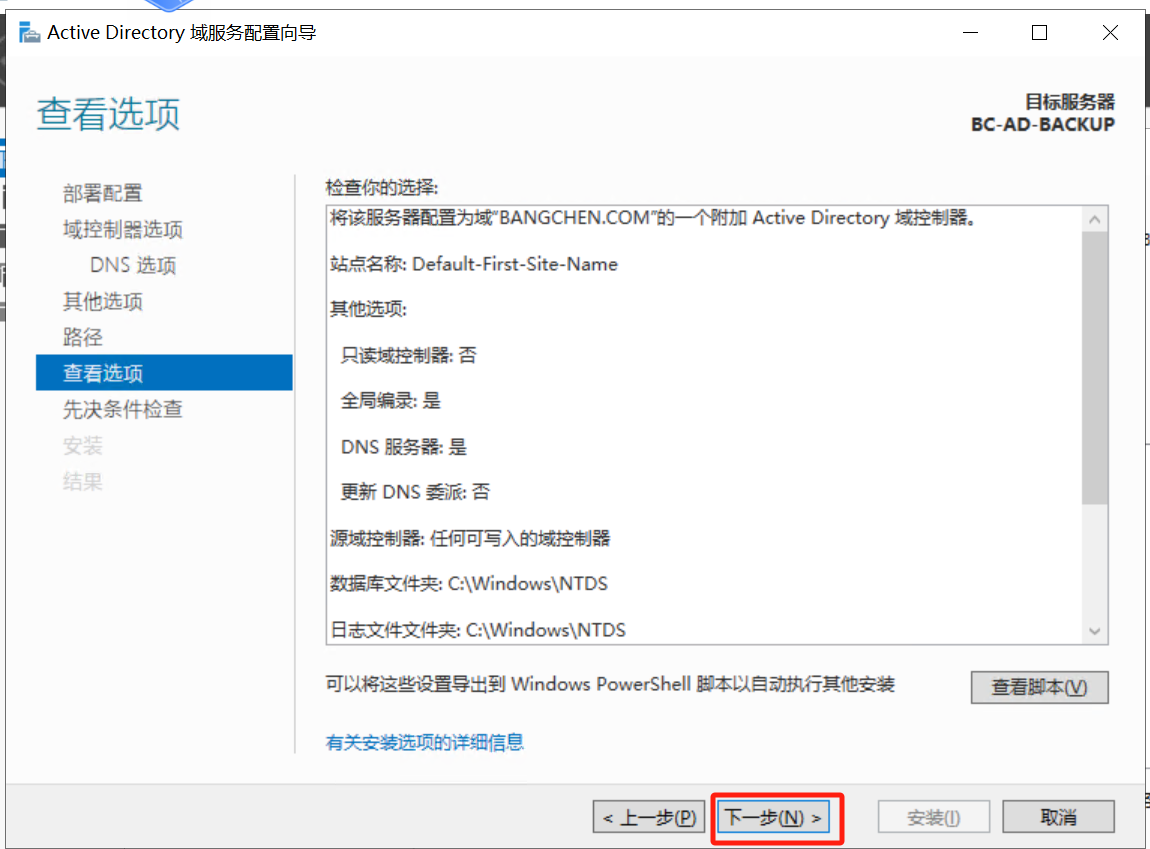 Active Directory 域服务配置向导
查看选项
目标服务器
BC-AD-BACKUP
部署配置
域控制器选项
DNS 选项
其他选项
路径
查看选项
先决条件检查
安装
结果
检查你的选择:
将该服务器配置为域"BANGCHEN.COM"的一个附加 Active Directory 域控制器。
站点名称: Default-First-Site-Name
其他选项:
只读域控制器: 否
全局编录: 是
DNS 服务器: 是
更新 DNS 委派: 否
源域控制器: 任何可写入的域控制器
数据库文件夹: C:\Windows\NTDS
日志文件文件夹: C:\Windows\NTDS
可以将这些设置导出到 Windows PowerShell 脚本以自动执行其他安装
查看脚本(V)
有关安装选项的详细信息
< 上一步(P)
下一步(N) >
安装(I)
取消